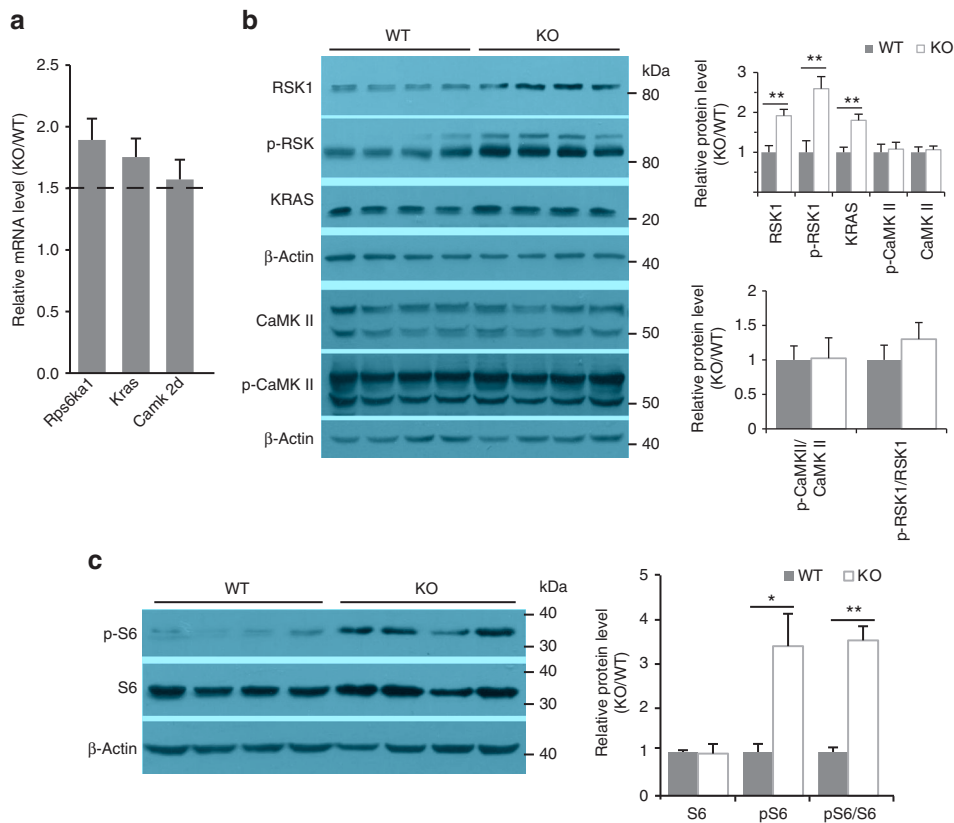 a
Relative mRNA level (KO/WT)
2.5
2.0
1.5
1.0
0.5
0.0
Rps6ka1
Kras
Camk 2d
b
WT
KO
kDa
RSK1
80
p-RSK
80
KRAS
20
β-Actin
40
CaMK II
50
p-CaMK II
50
β-Actin
40
WT KO
Relative protein level
(KO/WT)
3
2
1
0
**
**
**
RSK1
p-RSK1
KRAS
p-CaMK II
CaMK II
Relative protein level
(KO/WT)
2
1.5
1
0.5
0
p-CaMKII/
CaMK II
p-RSK1/RSK1
c
WT
KO
kDa
p-S6
40
30
S6
40
30
β-Actin
40
WT KO
Relative protein level
(KO/WT)
5
4
3
2
1
0
*
**
S6
pS6
pS6/S6